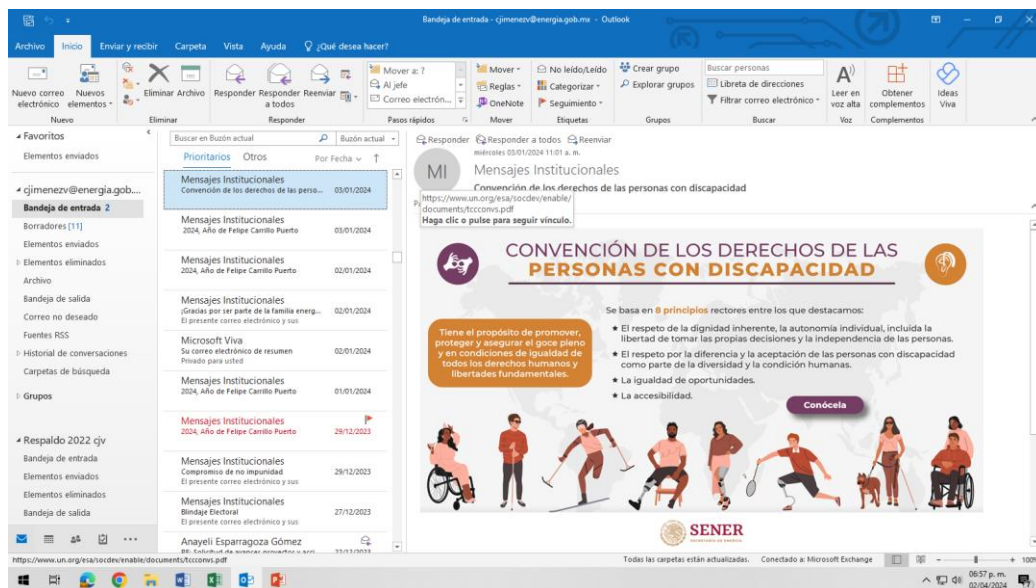 Bandeja de entrada - cjimenezv@energia.gob.mx - Outlook
Archivo Inicio Enviar y recibir Carpeta Vista Ayuda ¿Qué desea hacer?
Nuevo correo electrónico
Nuevos elementos
Eliminar Archivo
Responder Responder a todos Reenviar
Mover a: ?
Al jefe
Correo electrón...
Mover
Reglas
OneNote
No leído/Leído
Categorizar
Seguimiento
Crear grupo
Explorar grupos
Buscar personas
Libreta de direcciones
Filtrar correo electrónico
Leer en voz alta
Obtener complementos
Ideas Viva
Nuevo Eliminar Responder Pasos rápidos Mover Etiquetas Grupos Buscar Voz Complementos
Favoritos
Elementos enviados
cjimenezv@energia.gob....
Bandeja de entrada 2
Borradores [11]
Elementos enviados
Elementos eliminados
Archivo
Bandeja de salida
Correo no deseado
Fuentes RSS
Historial de conversaciones
Carpetas de búsqueda
Grupos
Respaldo 2022 cjv
Bandeja de entrada
Elementos enviados
Elementos eliminados
Bandeja de salida
Buscar en Buzón actual Buzón actual
Prioritarios Otros Por Fecha
Mensajes Institucionales
Convención de los derechos de las perso... 03/01/2024
Mensajes Institucionales
2024, Año de Felipe Carrillo Puerto 03/01/2024
Mensajes Institucionales
2024, Año de Felipe Carrillo Puerto 02/01/2024
Mensajes Institucionales
¡Gracias por ser parte de la familia energ... 02/01/2024
El presente correo electrónico y sus
Microsoft Viva
Su correo electrónico de resumen 02/01/2024
Privado para usted
Mensajes Institucionales
2024, Año de Felipe Carrillo Puerto 01/01/2024
Mensajes Institucionales
2024, Año de Felipe Carrillo Puerto 29/12/2023
Mensajes Institucionales
Compromiso de no impunidad 29/12/2023
El presente correo electrónico y sus
Mensajes Institucionales
Blindaje Electoral 27/12/2023
El presente correo electrónico y sus
Anayeli Esparragoza Gómez
Responder Responder a todos Reenviar
miércoles 03/01/2024 11:01 a. m.
MI
Mensajes Institucionales
Convención de los derechos de las personas con discapacidad
https://www.un.org/esa/socdev/enable/
documents/tccconvs.pdf
Haga clic o pulse para seguir vínculo.
CONVENCIÓN DE LOS DERECHOS DE LAS
PERSONAS CON DISCAPACIDAD
Tiene el propósito de promover,
proteger y asegurar el goce pleno
y en condiciones de igualdad de
todos los derechos humanos y
libertades fundamentales.
Se basa en 8 principios rectores entre los que destacamos:
★ El respeto de la dignidad inherente, la autonomía individual, incluida la
libertad de tomar las propias decisiones y la independencia de las personas.
★ El respeto por la diferencia y la aceptación de las personas con discapacidad
como parte de la diversidad y la condición humanas.
★ La igualdad de oportunidades.
★ La accesibilidad.
Conócela
SENER
SECRETARÍA DE ENERGÍA
https://www.un.org/esa/socdev/enable/documents/tccconvs.pdf
Todas las carpetas están actualizadas. Conectado a: Microsoft Exchange
100%
06:57 p. m.
02/04/2024